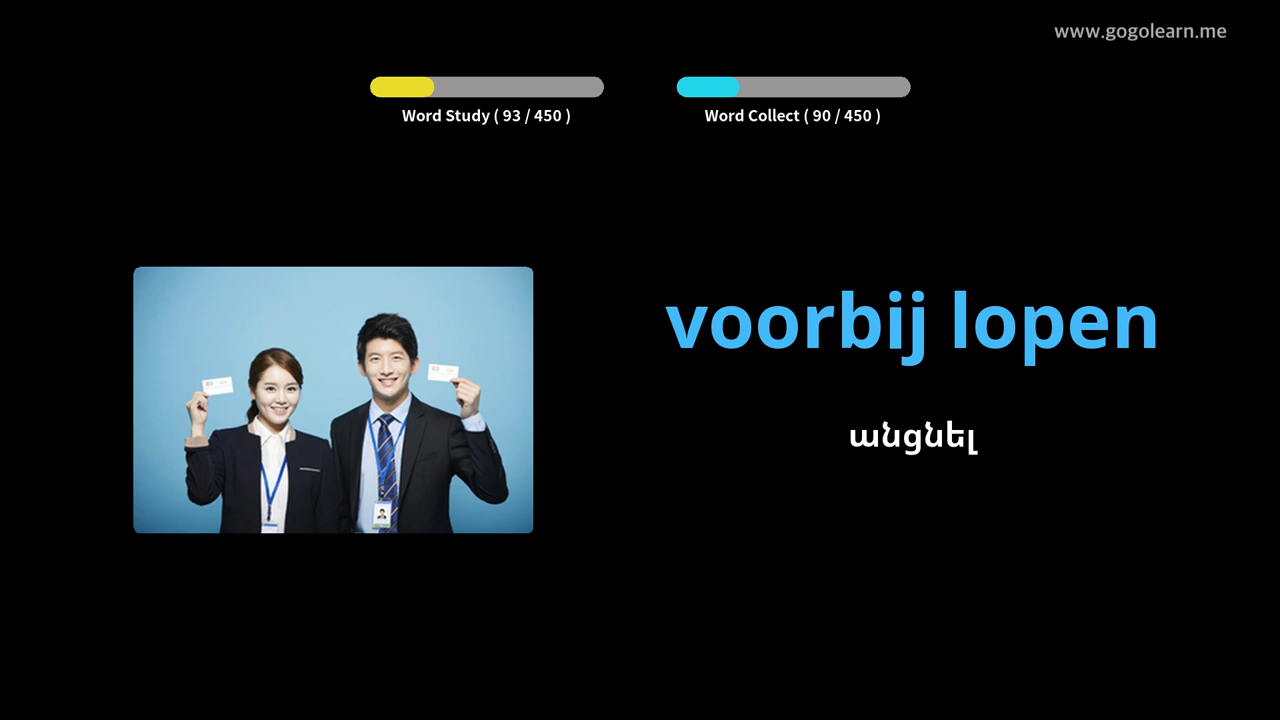 www.gogolearn.me
Word Study ( 93 / 450 )
Word Collect ( 90 / 450 )
voorbij lopen
անցնել